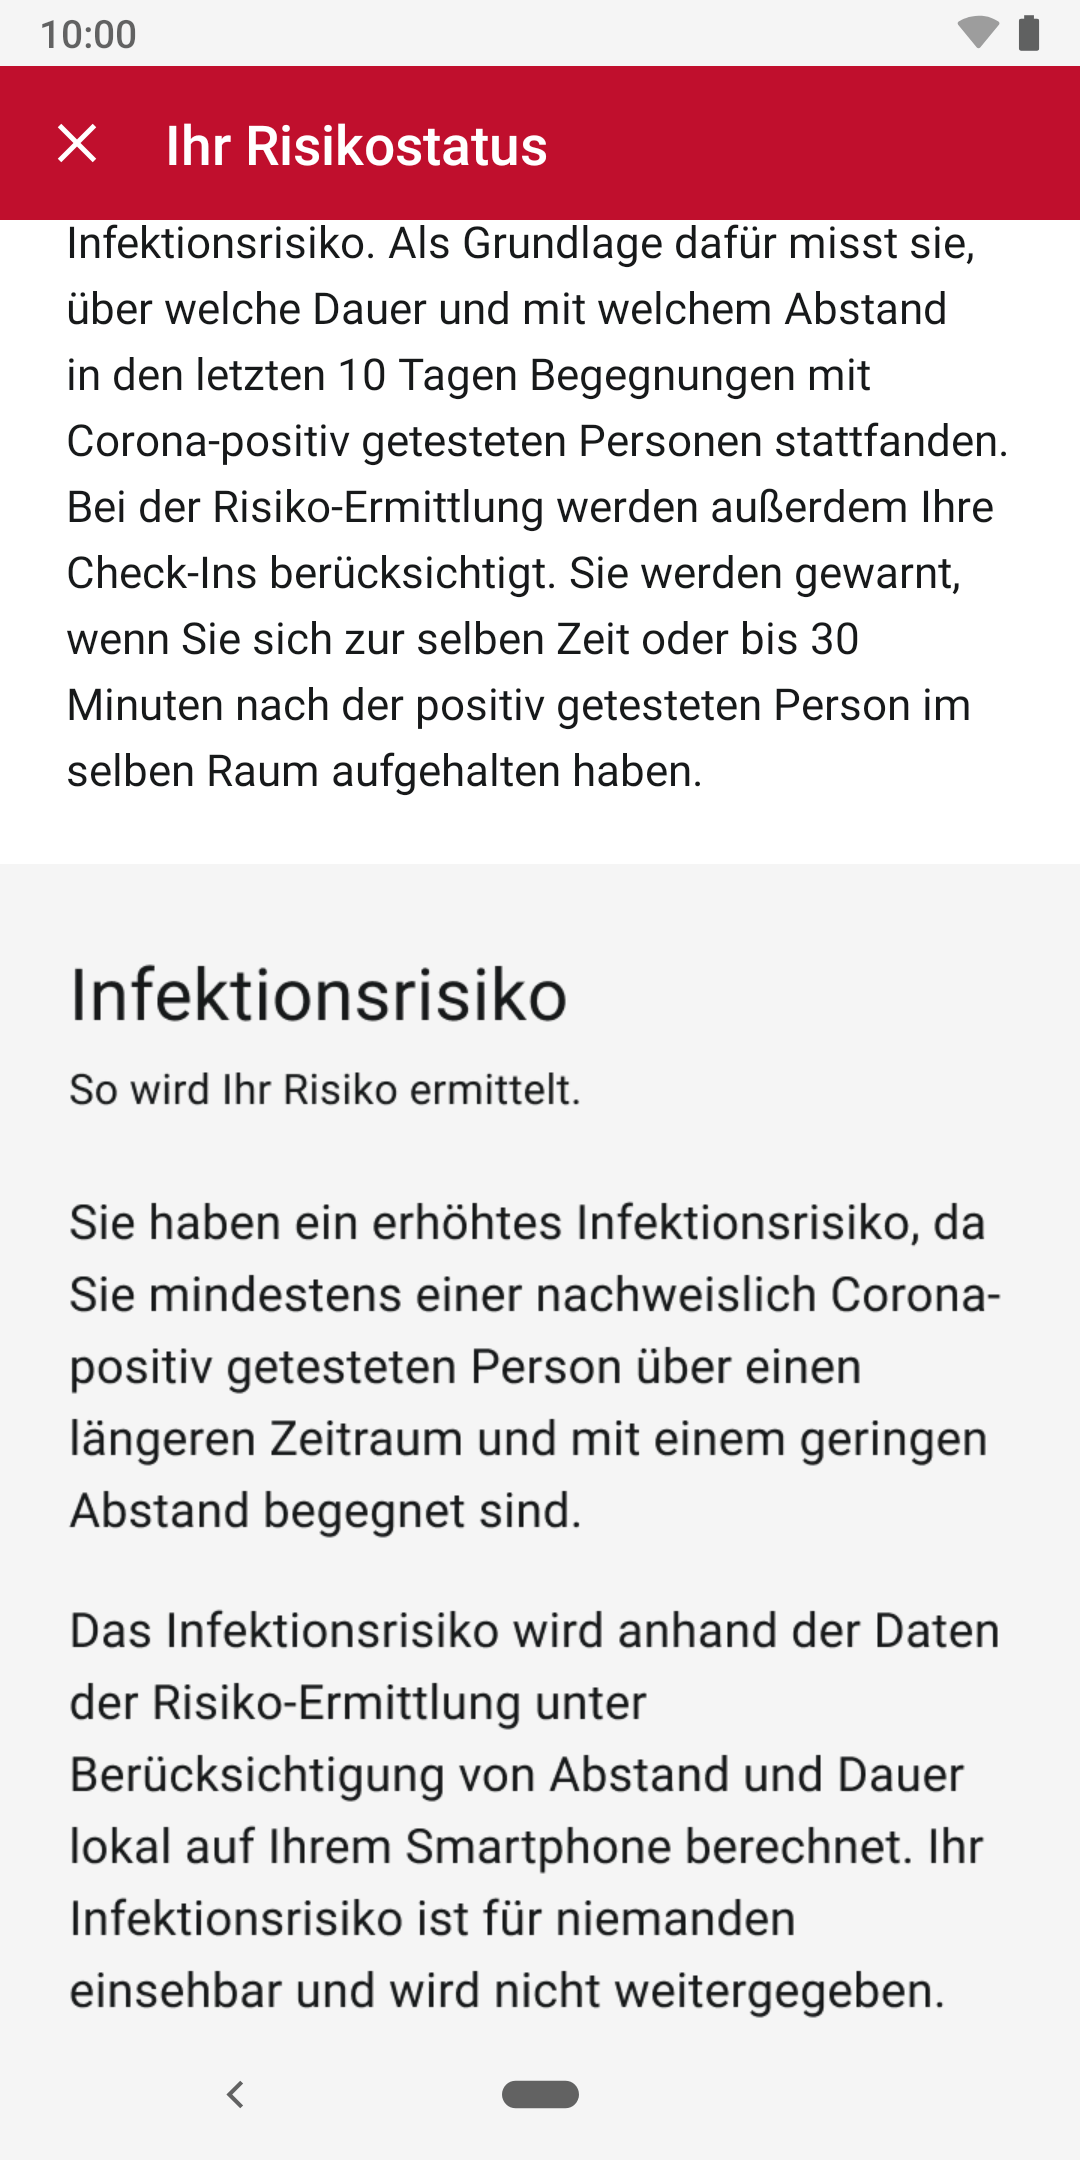 10:00
Ihr Risikostatus
Infektionsrisiko. Als Grundlage dafür misst sie,
über welche Dauer und mit welchem Abstand
in den letzten 10 Tagen Begegnungen mit
Corona-positiv getesteten Personen stattfanden.
Bei der Risiko-Ermittlung werden außerdem Ihre
Check-Ins berücksichtigt. Sie werden gewarnt,
wenn Sie sich zur selben Zeit oder bis 30
Minuten nach der positiv getesteten Person im
selben Raum aufgehalten haben.
Infektionsrisiko
So wird Ihr Risiko ermittelt.
Sie haben ein erhöhtes Infektionsrisiko, da
Sie mindestens einer nachweislich Corona-
positiv getesteten Person über einen
längeren Zeitraum und mit einem geringen
Abstand begegnet sind.
Das Infektionsrisiko wird anhand der Daten
der Risiko-Ermittlung unter
Berücksichtigung von Abstand und Dauer
lokal auf Ihrem Smartphone berechnet. Ihr
Infektionsrisiko ist für niemanden
einsehbar und wird nicht weitergegeben.